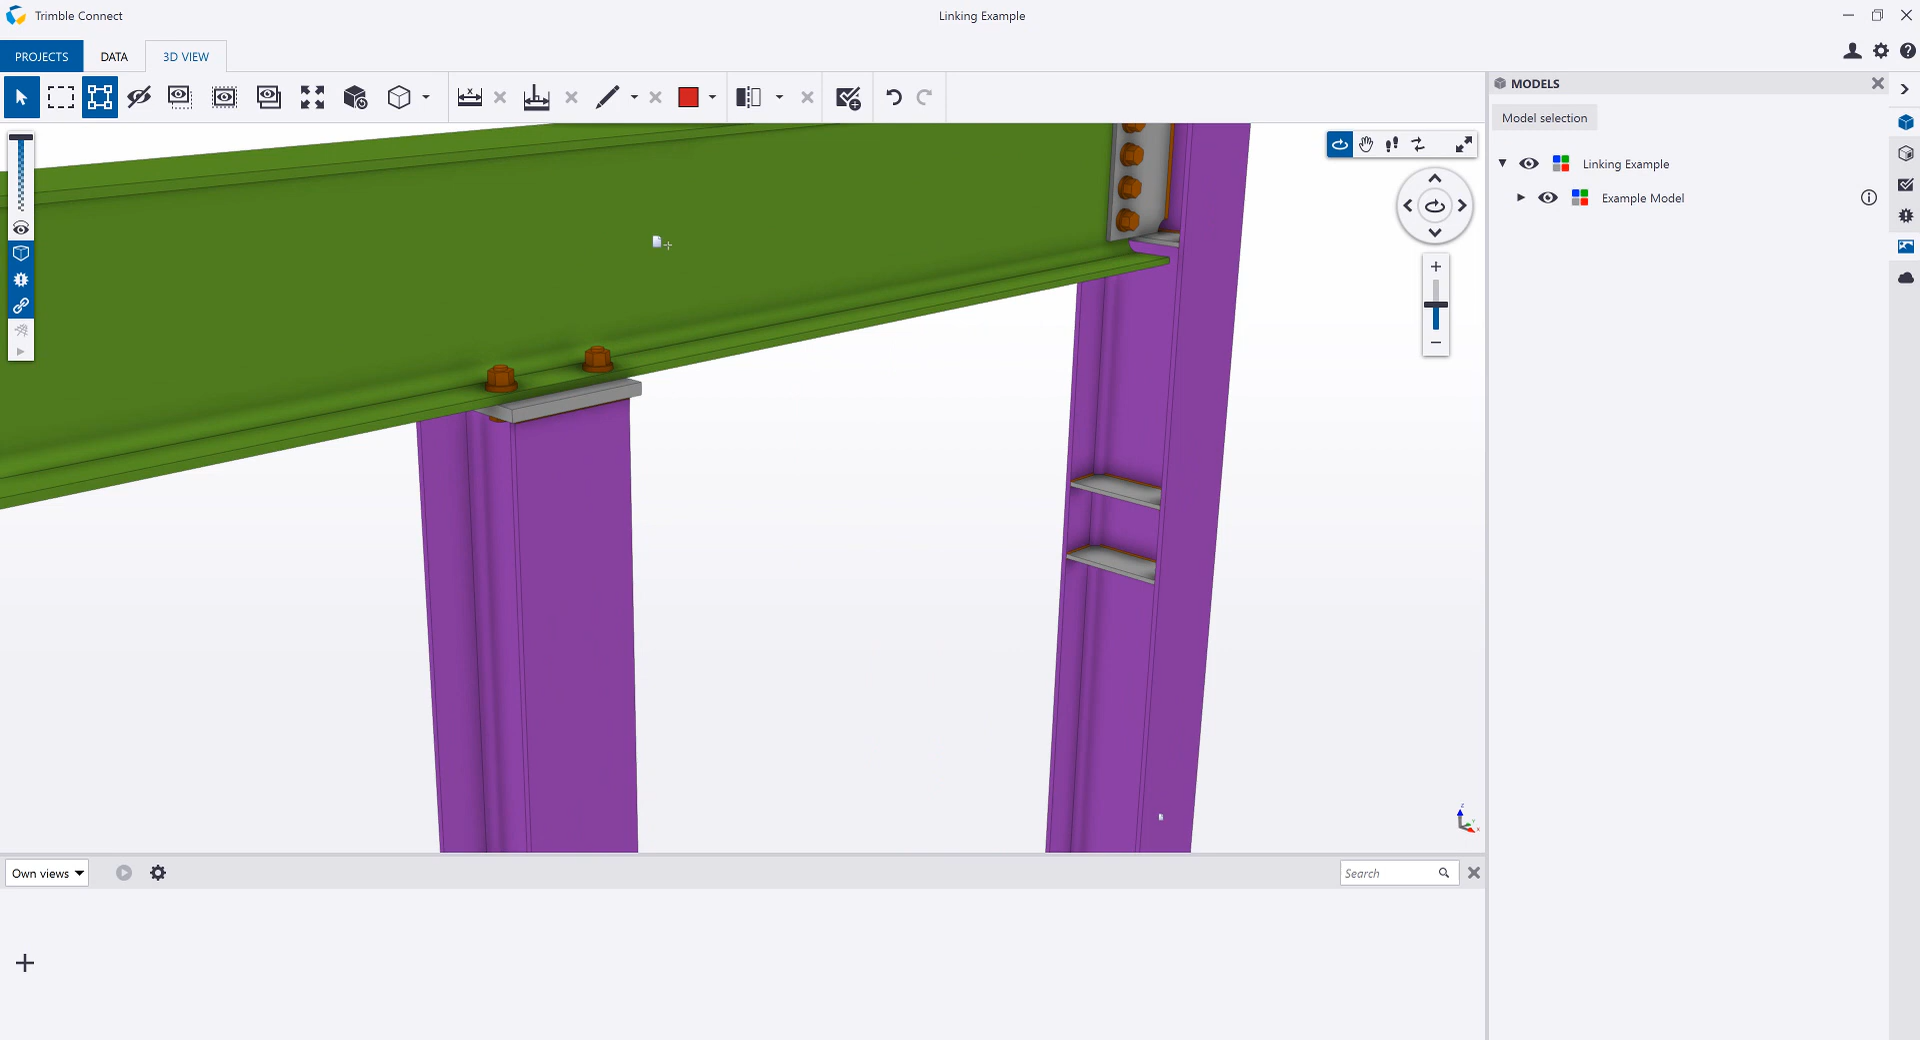 Trimble Connect
Linking Example
PROJECTS
DATA
3D VIEW
MODELS
Model selection
Linking Example
Example Model
Own views
Search